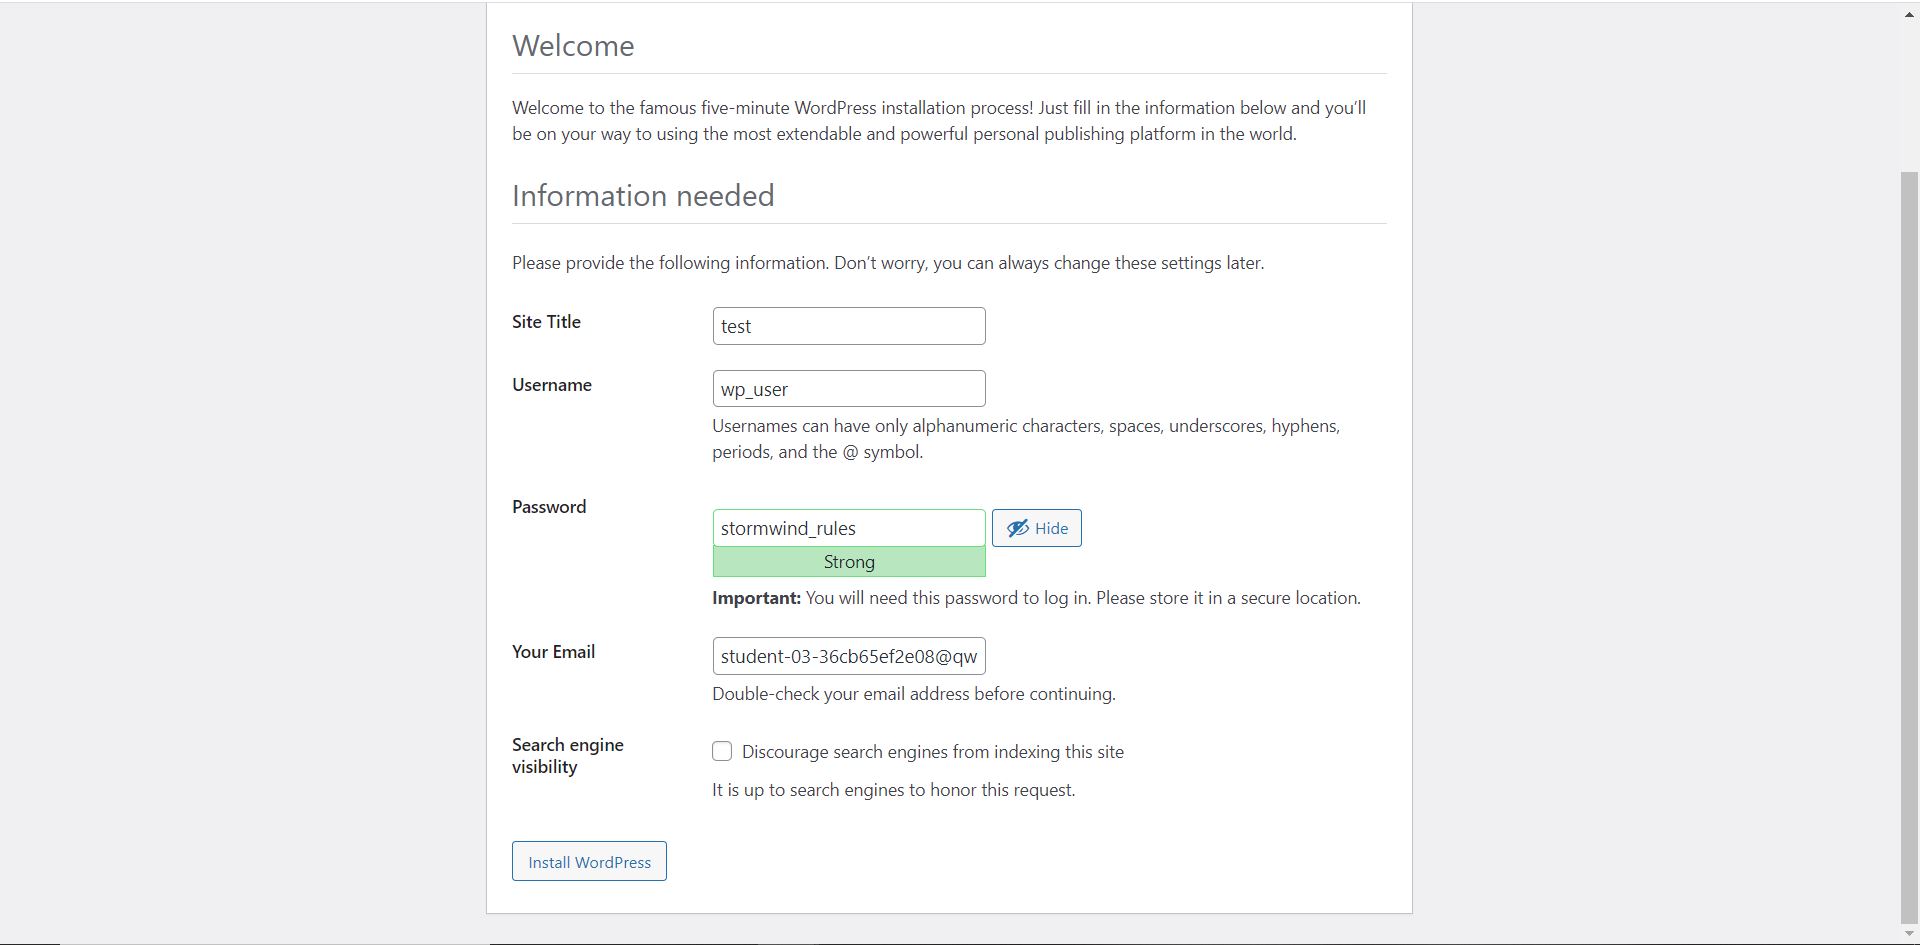 Welcome
Welcome to the famous five-minute WordPress installation process! Just fill in the information below and you’ll
be on your way to using the most extendable and powerful personal publishing platform in the world.
Information needed
Please provide the following information. Don’t worry, you can always change these settings later.
Site Title
test
Username
wp_user
Usernames can have only alphanumeric characters, spaces, underscores, hyphens,
periods, and the @ symbol.
Password
stormwind_rules
Hide
Strong
Important: You will need this password to log in. Please store it in a secure location.
Your Email
student-03-36cb65ef2e08@qw
Double-check your email address before continuing.
Search engine
visibility
Discourage search engines from indexing this site
It is up to search engines to honor this request.
Install WordPress